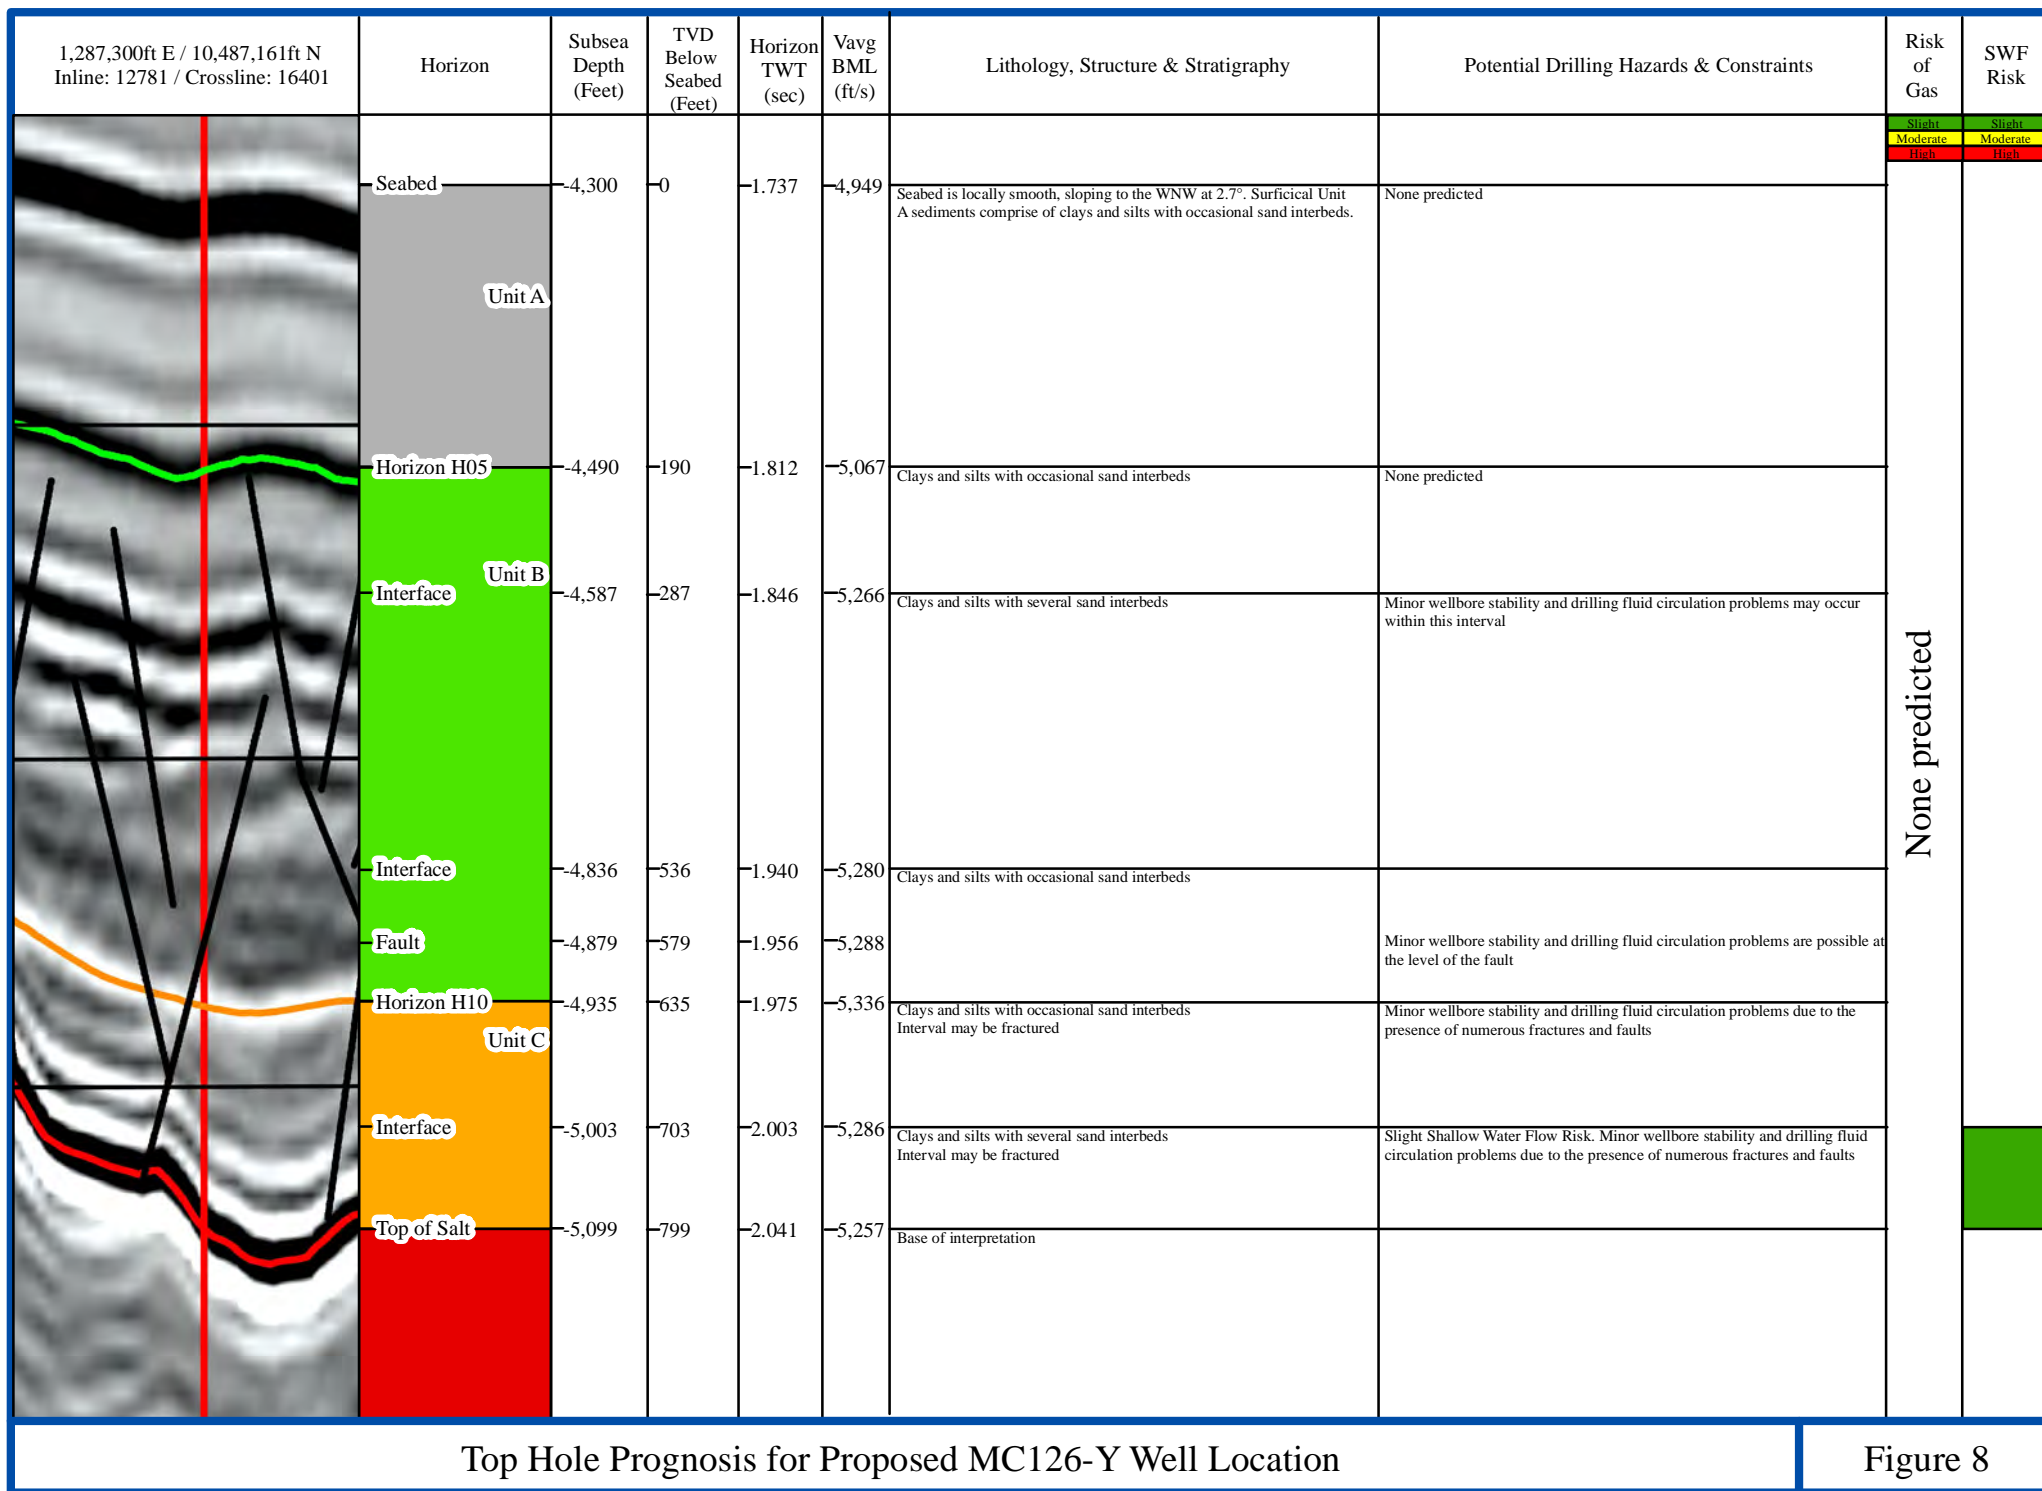 1,287,300ft E / 10,487,161ft N
Inline: 12781 / Crossline: 16401
Horizon
Subsea
Depth
(Feet)
TVD
Below
Seabed
(Feet)
Horizon
TWT
(sec)
Vavg
BML
(ft/s)
Lithology, Structure & Stratigraphy
Potential Drilling Hazards & Constraints
Risk
of
Gas
SWF
Risk
Slight Slight
Moderate Moderate
High High
Seabed -4,300 0 1.737 4,949
Seabed is locally smooth, sloping to the WNW at 2.7°. Surficical Unit
A sediments comprise of clays and silts with occasional sand interbeds.
None predicted
Unit A
Horizon H05 -4,490 190 1.812 5,067
Clays and silts with occasional sand interbeds
None predicted
Unit B
Interface -4,587 287 1.846 5,266
Clays and silts with several sand interbeds
Minor wellbore stability and drilling fluid circulation problems may occur
within this interval
None predicted
Interface -4,836 536 1.940 5,280
Clays and silts with occasional sand interbeds
Fault -4,879 579 1.956 5,288
Minor wellbore stability and drilling fluid circulation problems are possible at
the level of the fault
Horizon H10 -4,935 635 1.975 5,336
Clays and silts with occasional sand interbeds
Interval may be fractured
Minor wellbore stability and drilling fluid circulation problems due to the
presence of numerous fractures and faults
Unit C
Interface -5,003 703 2.003 5,286
Clays and silts with several sand interbeds
Interval may be fractured
Slight Shallow Water Flow Risk. Minor wellbore stability and drilling fluid
circulation problems due to the presence of numerous fractures and faults
Top of Salt -5,099 799 2.041 5,257
Base of interpretation
Top Hole Prognosis for Proposed MC126-Y Well Location
Figure 8